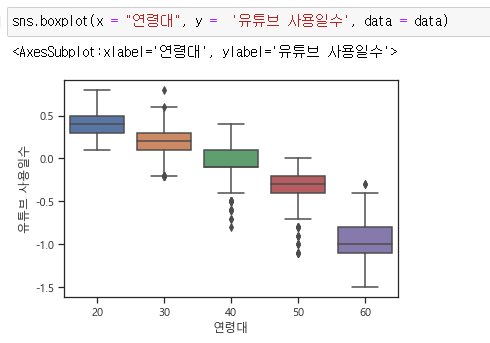 sns.boxplot(x = "연령대", y =  '유튜브 사용일수', data = data)
<AxesSubplot:xlabel='연령대', ylabel='유튜브 사용일수'>
유튜브 사용일수
0.5
0.0
-0.5
-1.0
-1.5
20 30 40 50 60
연령대